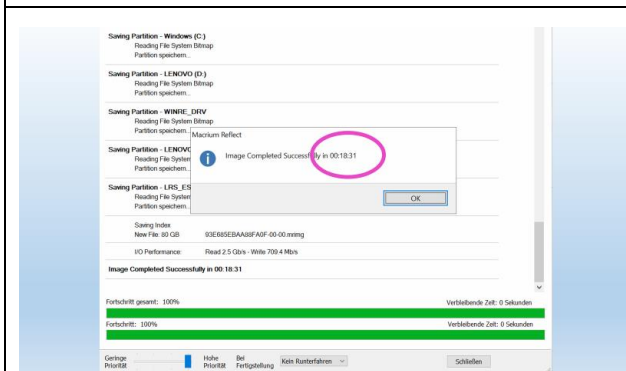 Saving Partition - Windows (C:)
Reading File System Bitmap
Partition speichern..
Saving Partition - LENOVO (D:)
Reading File System Bitmap
Partition speichern..
Saving Partition - WINRE_DRV
Reading File System Bitmap
Partition speichern..
Macrium Reflect
Image Completed Successfully in 00:18:31
OK
Saving Partition - LENOVO
Reading File System
Partition speichern..
Saving Partition - LRS_ES
Reading File System
Partition speichern..
Saving Index
New File: 80 GB 93E685EBAA88FA0F-00-00.mrimg
I/O Performance: Read 2.5 Gb/s - Write 709.4 Mb/s
Image Completed Successfully in 00:18:31
Fortschritt gesamt: 100% Verbleibende Zeit: 0 Sekunden
Fortschritt: 100% Verbleibende Zeit: 0 Sekunden
Geringe Priorität
Hohe Priorität
Bei Fertigstellung
Kein Runterfahren
Schließen